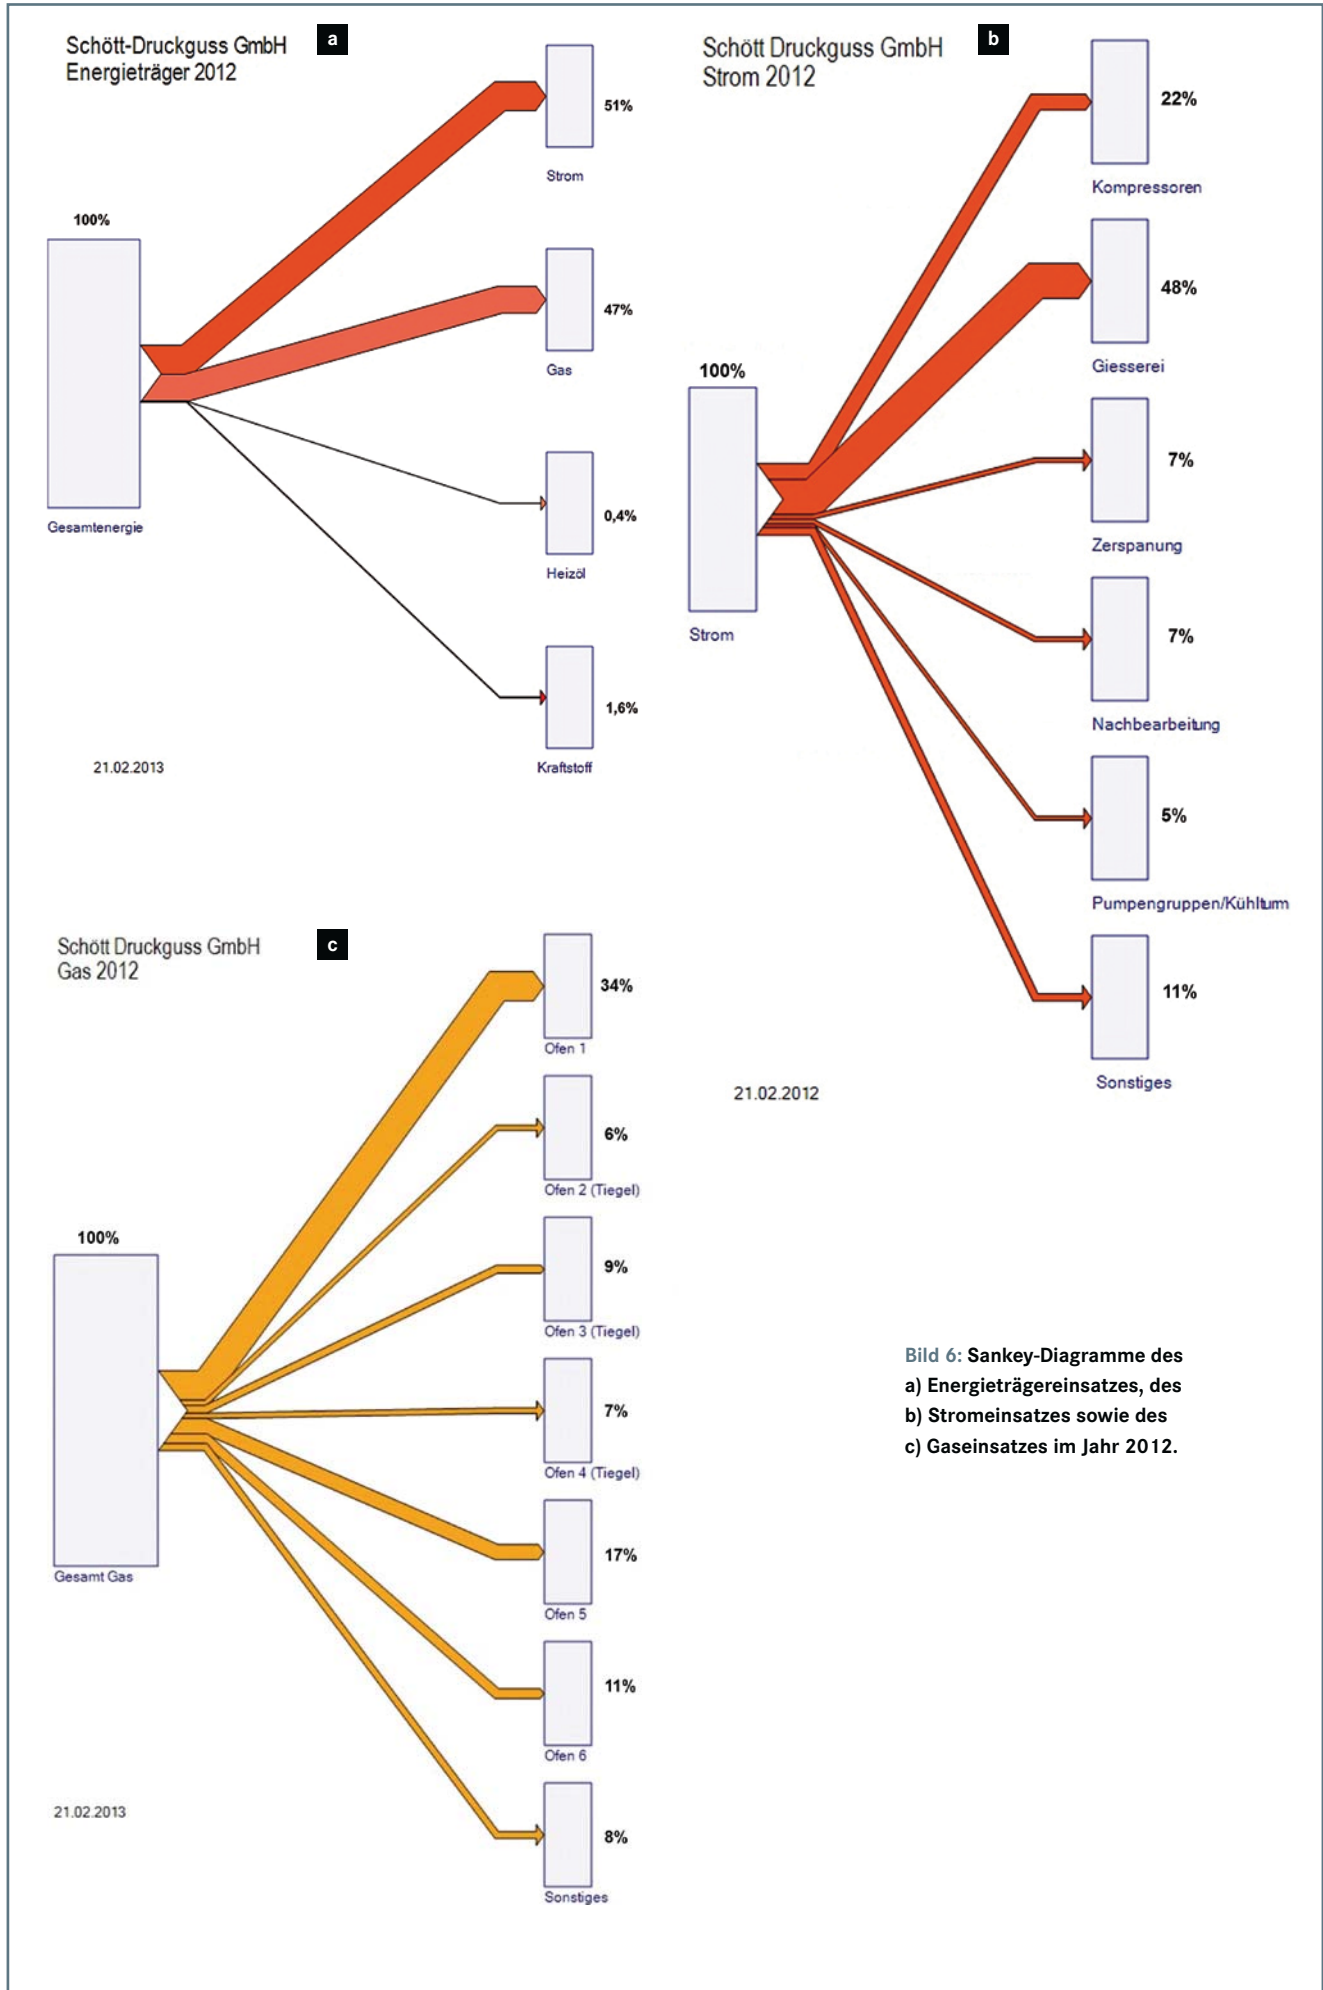 Schött-Druckguss GmbH
Energieträger 2012
a
51%
Strom
100%
47%
Gas
Gesamtenergie
0,4%
Heizöl
1,6%
Kraftstoff
21.02.2013
Schött Druckguss GmbH
Strom 2012
b
22%
Kompressoren
48%
Giesserei
100%
7%
Zerspanung
Strom
7%
Nachbearbeitung
5%
Pumpengruppen/Kühlturm
11%
Sonstiges
21.02.2012
Schött Druckguss GmbH
Gas 2012
c
34%
Ofen 1
6%
Ofen 2 (Tiegel)
100%
9%
Ofen 3 (Tiegel)
7%
Ofen 4 (Tiegel)
Gesamt Gas
17%
Ofen 5
11%
Ofen 6
21.02.2013
8%
Sonstiges
Bild 6: Sankey-Diagramme des
a) Energieträgereinsatzes, des
b) Stromeinsatzes sowie des
c) Gaseinsatzes im Jahr 2012.